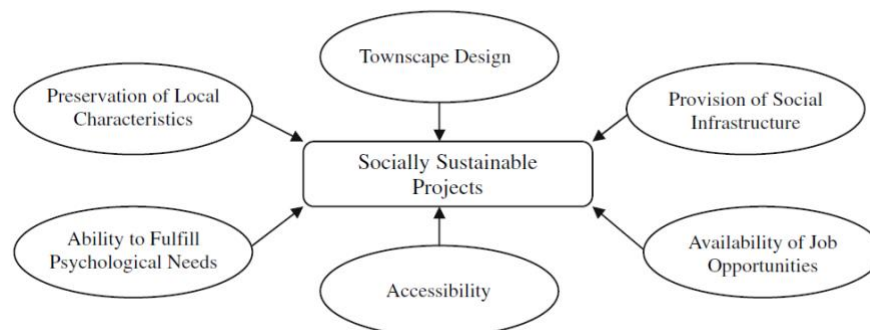 Townscape Design
Preservation of Local
Characteristics
Provision of Social
Infrastructure
Socially Sustainable
Projects
Ability to Fulfill
Psychological Needs
Availability of Job
Opportunities
Accessibility